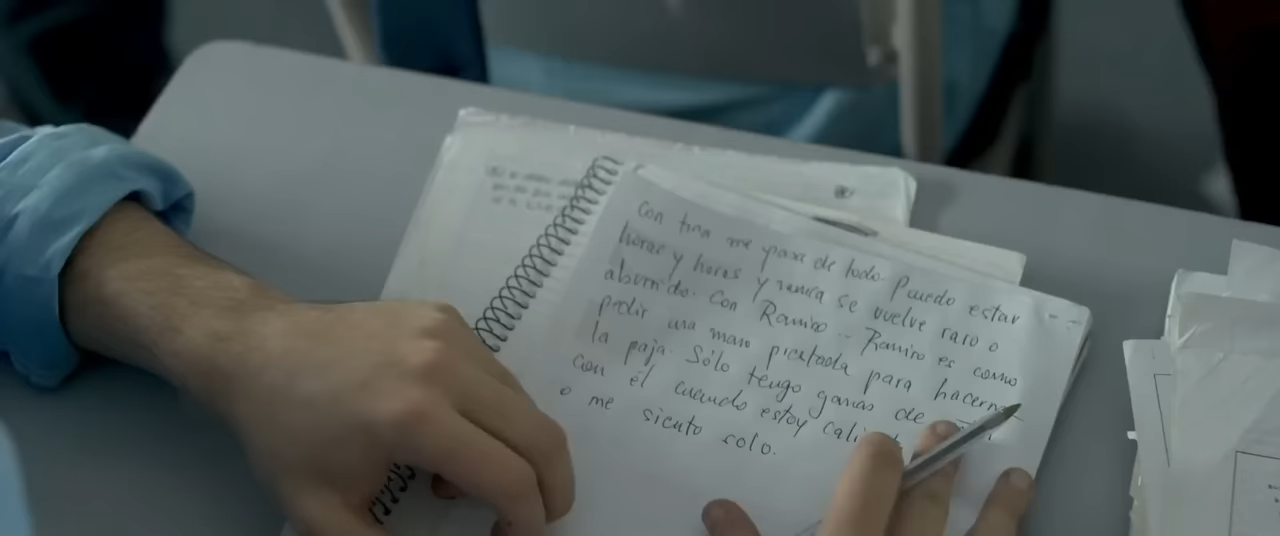 Con tina me pasa de todo. Puedo estar
horas y horas y nunca se vuelve raro o
aburrido. Con Ramiro... Ramiro es como
pedir una mano prestada para hacerme
la paja. Sólo tengo ganas de
con él cuando estoy cali
o me siento solo.